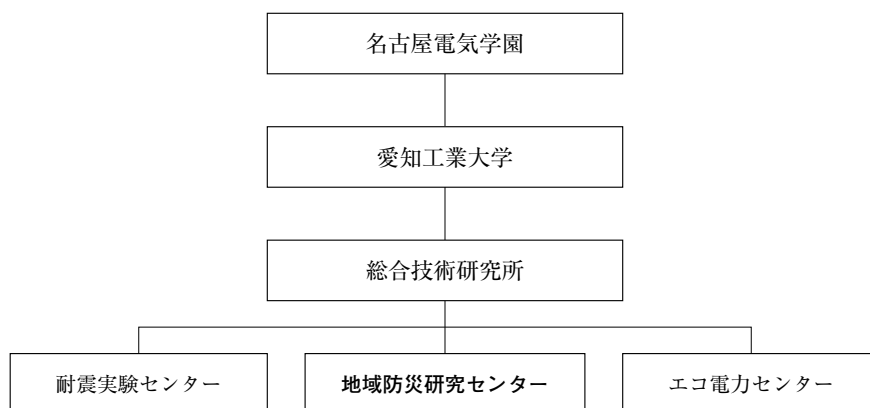 名古屋電気学園
愛知工業大学
総合技術研究所
耐震実験センター
地域防災研究センター
エコ電力センター